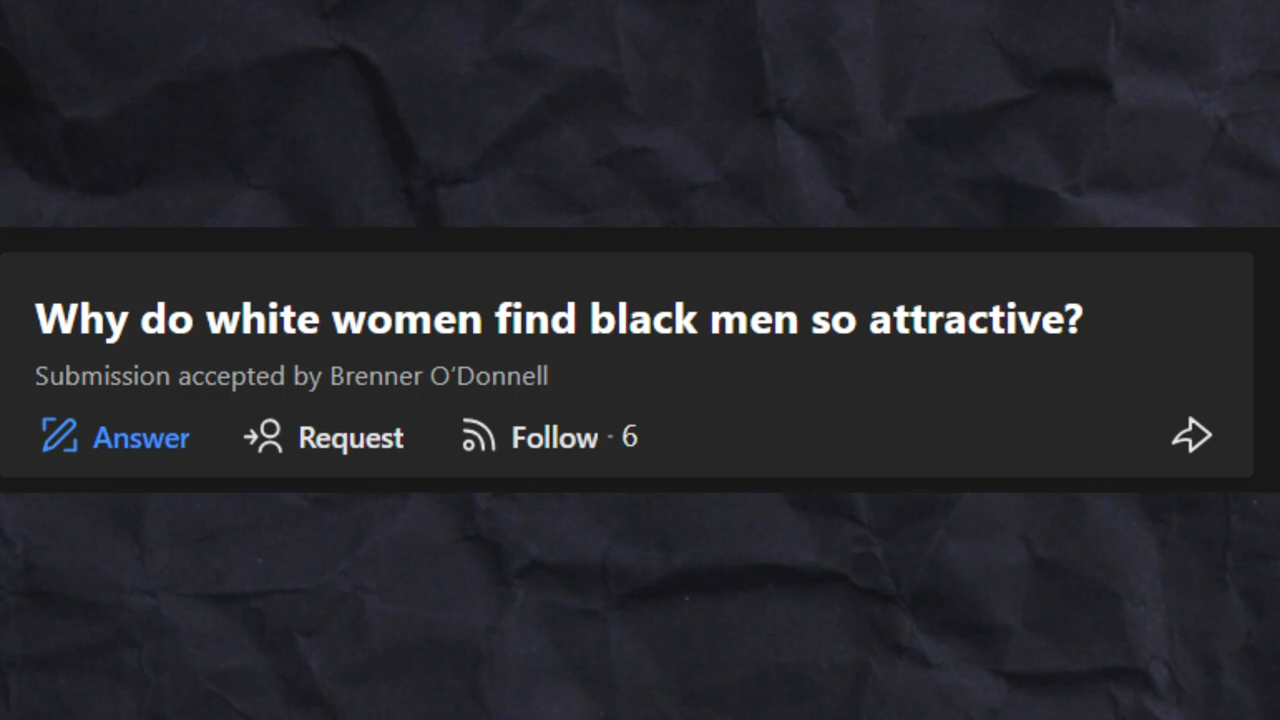 Why do white women find black men so attractive?
Submission accepted by Brenner O‘Donnell
Answer Request Follow · 6